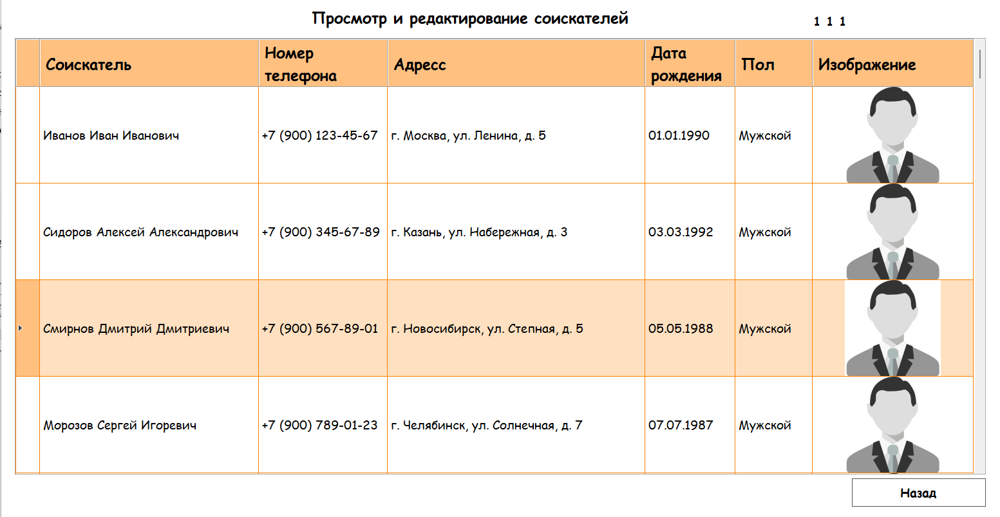 Просмотр и редактирование соискателей 1 1 1
Соискатель Номер телефона Адресс Дата рождения Пол Изображение
Иванов Иван Иванович +7 (900) 123-45-67 г. Москва, ул. Ленина, д. 5 01.01.1990 Мужской
Сидоров Алексей Александрович +7 (900) 345-67-89 г. Казань, ул. Набережная, д. 3 03.03.1992 Мужской
Смирнов Дмитрий Дмитриевич +7 (900) 567-89-01 г. Новосибирск, ул. Степная, д. 5 05.05.1988 Мужской
Морозов Сергей Игоревич +7 (900) 789-01-23 г. Челябинск, ул. Солнечная, д. 7 07.07.1987 Мужской
Назад